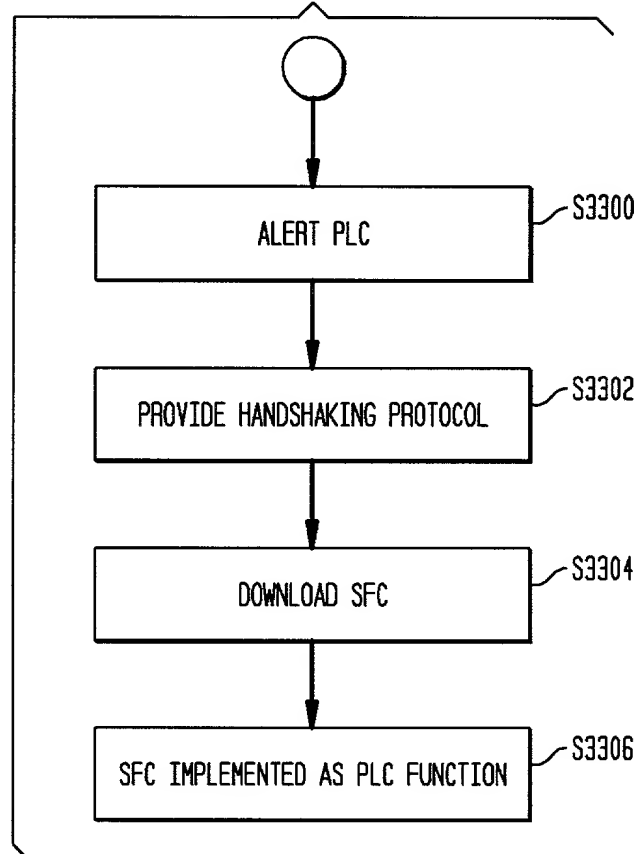 ALERT PLC
S3300
PROVIDE HANDSHAKING PROTOCOL
S3302
DOWNLOAD SFC
S3304
SFC IMPLEMENTED AS PLC FUNCTION
S3306